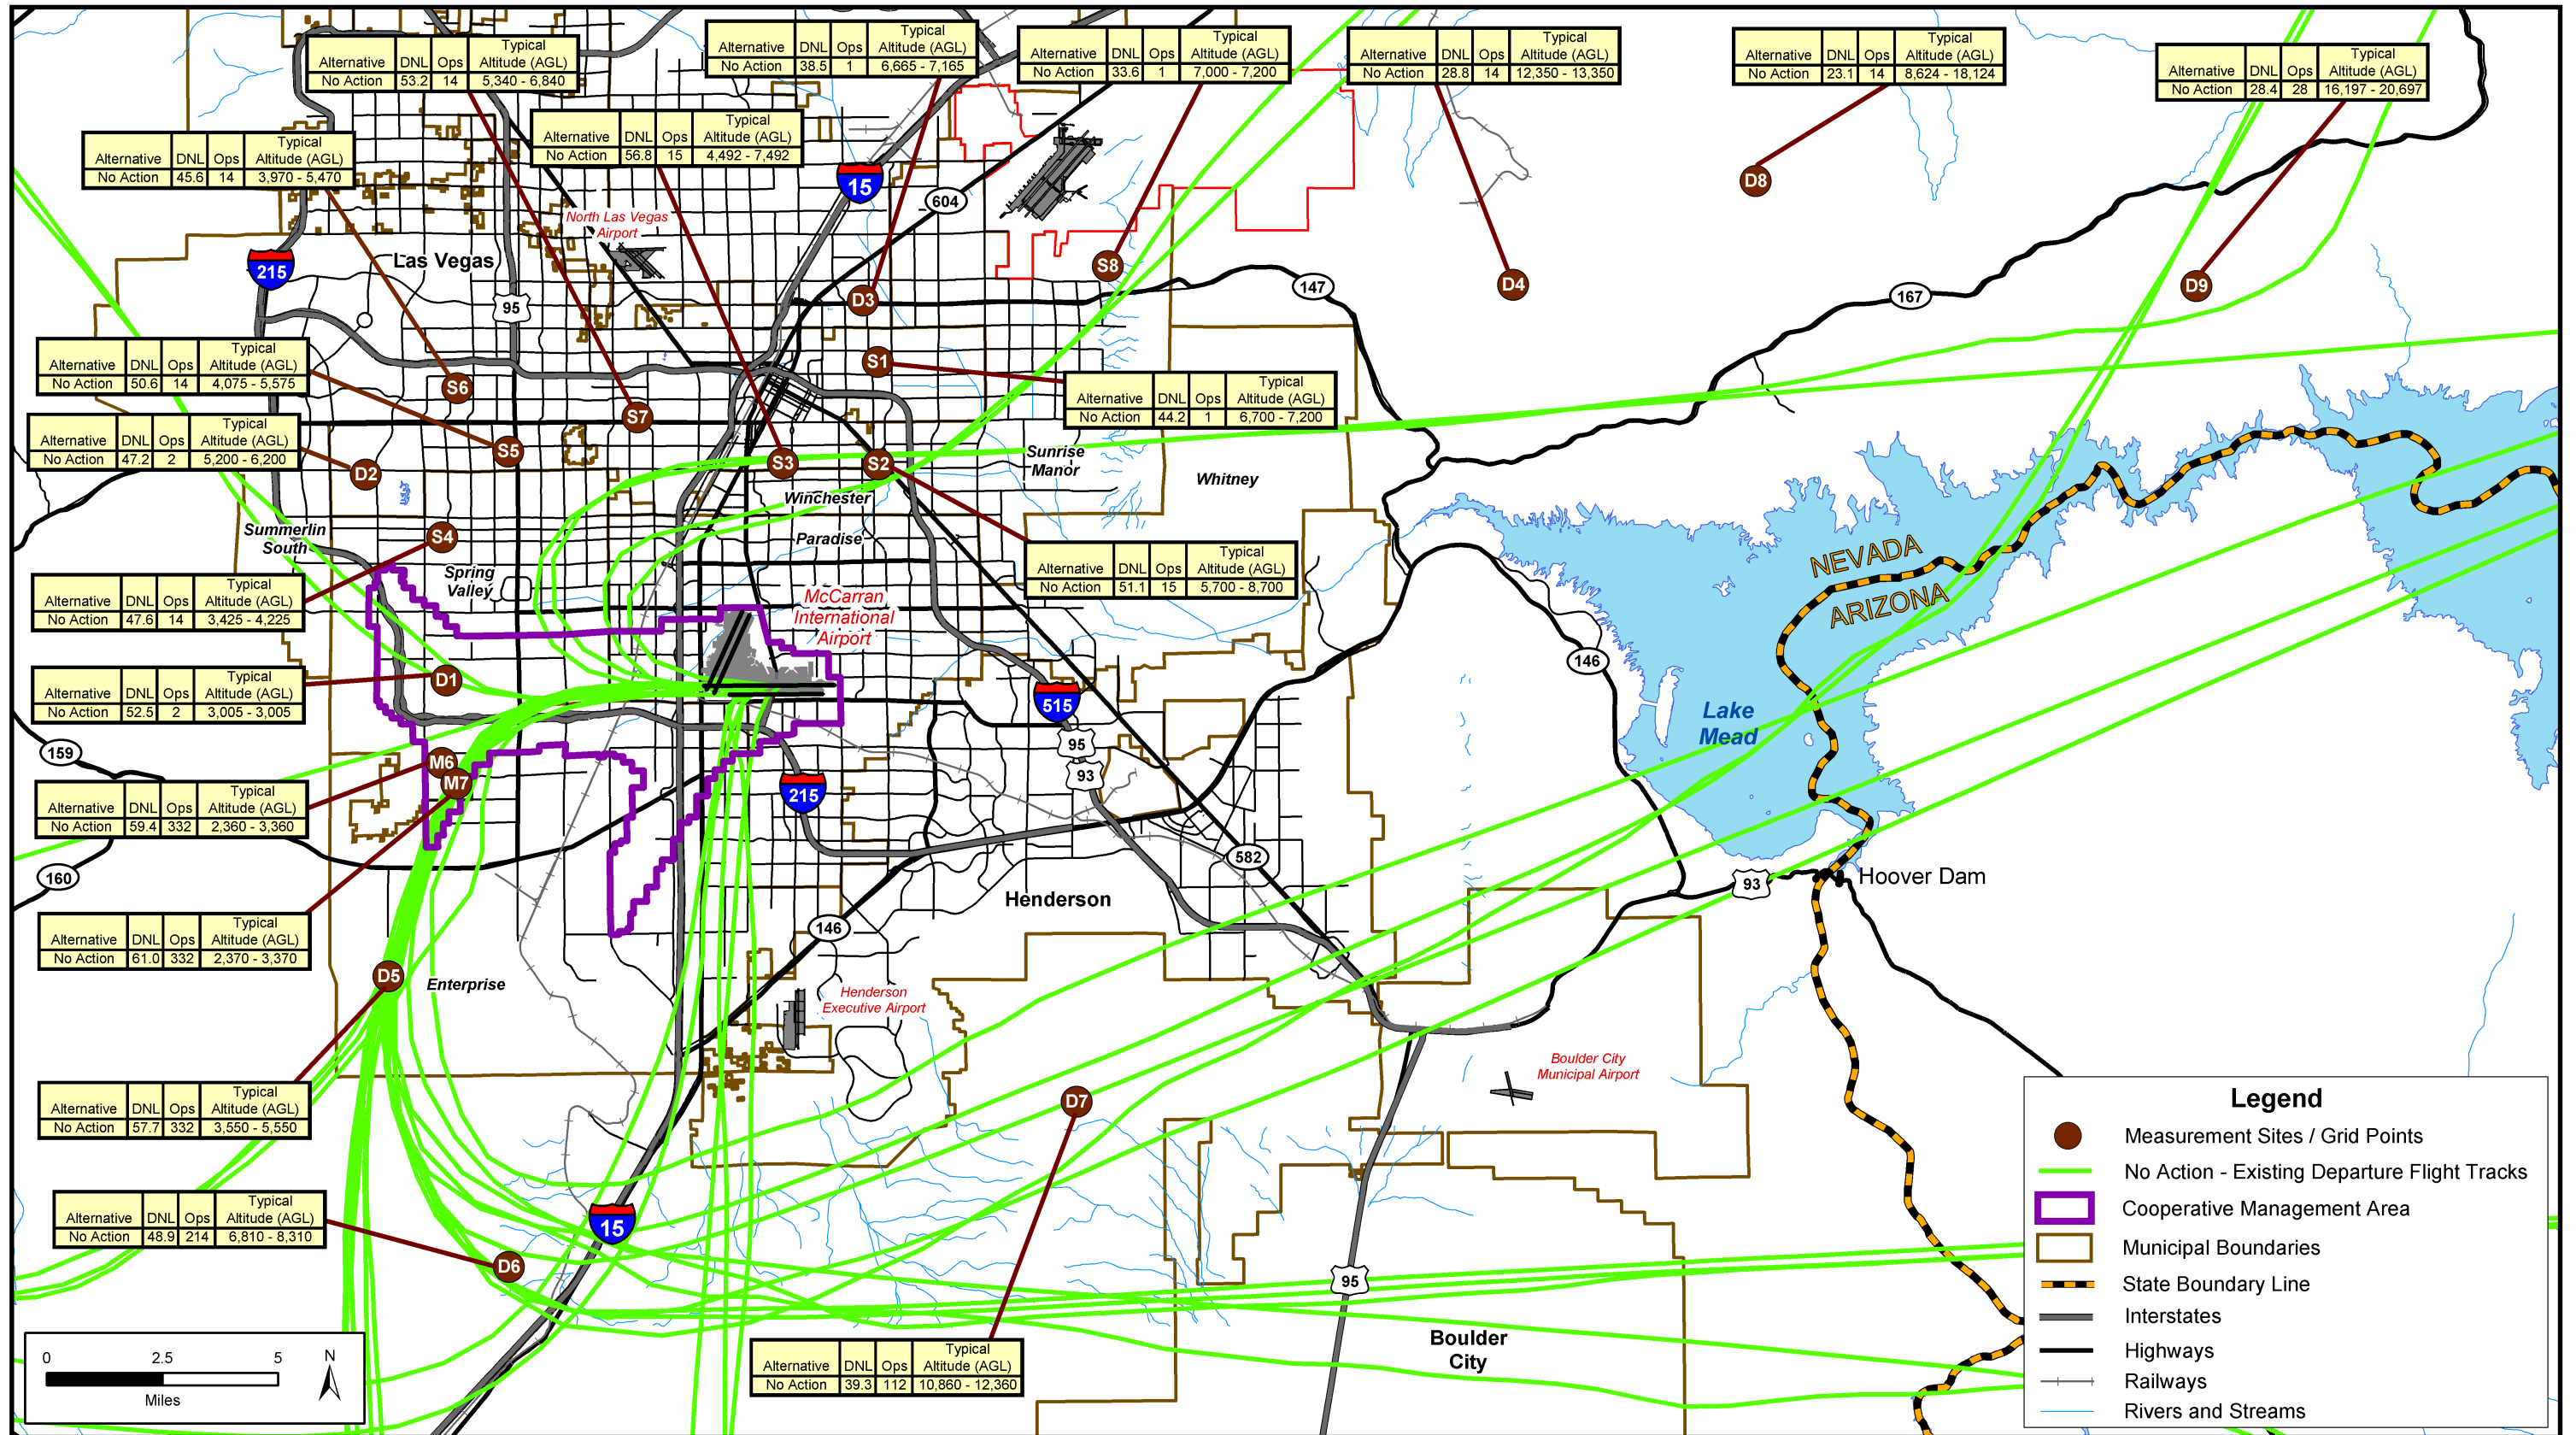 Alternative DNL Ops Typical Altitude (AGL)
No Action 53.2 14 5,340 - 6,840
Alternative DNL Ops Typical Altitude (AGL)
No Action 38.5 1 6,665 - 7,165
Alternative DNL Ops Typical Altitude (AGL)
No Action 33.6 1 7,000 - 7,200
Alternative DNL Ops Typical Altitude (AGL)
No Action 28.8 14 12,350 - 13,350
Alternative DNL Ops Typical Altitude (AGL)
No Action 23.1 14 8,624 - 18,124
Alternative DNL Ops Typical Altitude (AGL)
No Action 28.4 28 16,197 - 20,697
Alternative DNL Ops Typical Altitude (AGL)
No Action 45.6 14 3,970 - 5,470
Alternative DNL Ops Typical Altitude (AGL)
No Action 56.8 15 4,492 - 7,492
15
604
D8
North Las Vegas
Airport
Las Vegas
215
95
S8
147
D4
167
D9
D3
Alternative DNL Ops Typical Altitude (AGL)
No Action 50.6 14 4,075 - 5,575
S6
S1
Alternative DNL Ops Typical Altitude (AGL)
No Action 44.2 1 6,700 - 7,200
S7
Alternative DNL Ops Typical Altitude (AGL)
No Action 47.2 2 5,200 - 6,200
D2
S5
S3
S2
Sunrise
Manor
Whitney
Winchester
Summerlin
South
S4
Paradise
Spring
Valley
Alternative DNL Ops Typical Altitude (AGL)
No Action 51.1 15 5,700 - 8,700
NEVADA
ARIZONA
Alternative DNL Ops Typical Altitude (AGL)
No Action 47.6 14 3,425 - 4,225
McCarran
International
Airport
146
Alternative DNL Ops Typical Altitude (AGL)
No Action 52.5 2 3,005 - 3,005
D1
515
Lake
Mead
159
95
93
M6
M7
215
Alternative DNL Ops Typical Altitude (AGL)
No Action 59.4 332 2,360 - 3,360
160
582
93
Hoover Dam
Henderson
146
Alternative DNL Ops Typical Altitude (AGL)
No Action 61.0 332 2,370 - 3,370
D5
Enterprise
Henderson
Executive Airport
Boulder City
Municipal Airport
D7
Alternative DNL Ops Typical Altitude (AGL)
No Action 57.7 332 3,550 - 5,550
Alternative DNL Ops Typical Altitude (AGL)
No Action 48.9 214 6,810 - 8,310
15
D6
95
Boulder
City
Alternative DNL Ops Typical Altitude (AGL)
No Action 39.3 112 10,860 - 12,360
0 2.5 5
Miles
N
Legend
Measurement Sites / Grid Points
No Action - Existing Departure Flight Tracks
Cooperative Management Area
Municipal Boundaries
State Boundary Line
Interstates
Highways
Railways
Rivers and Streams